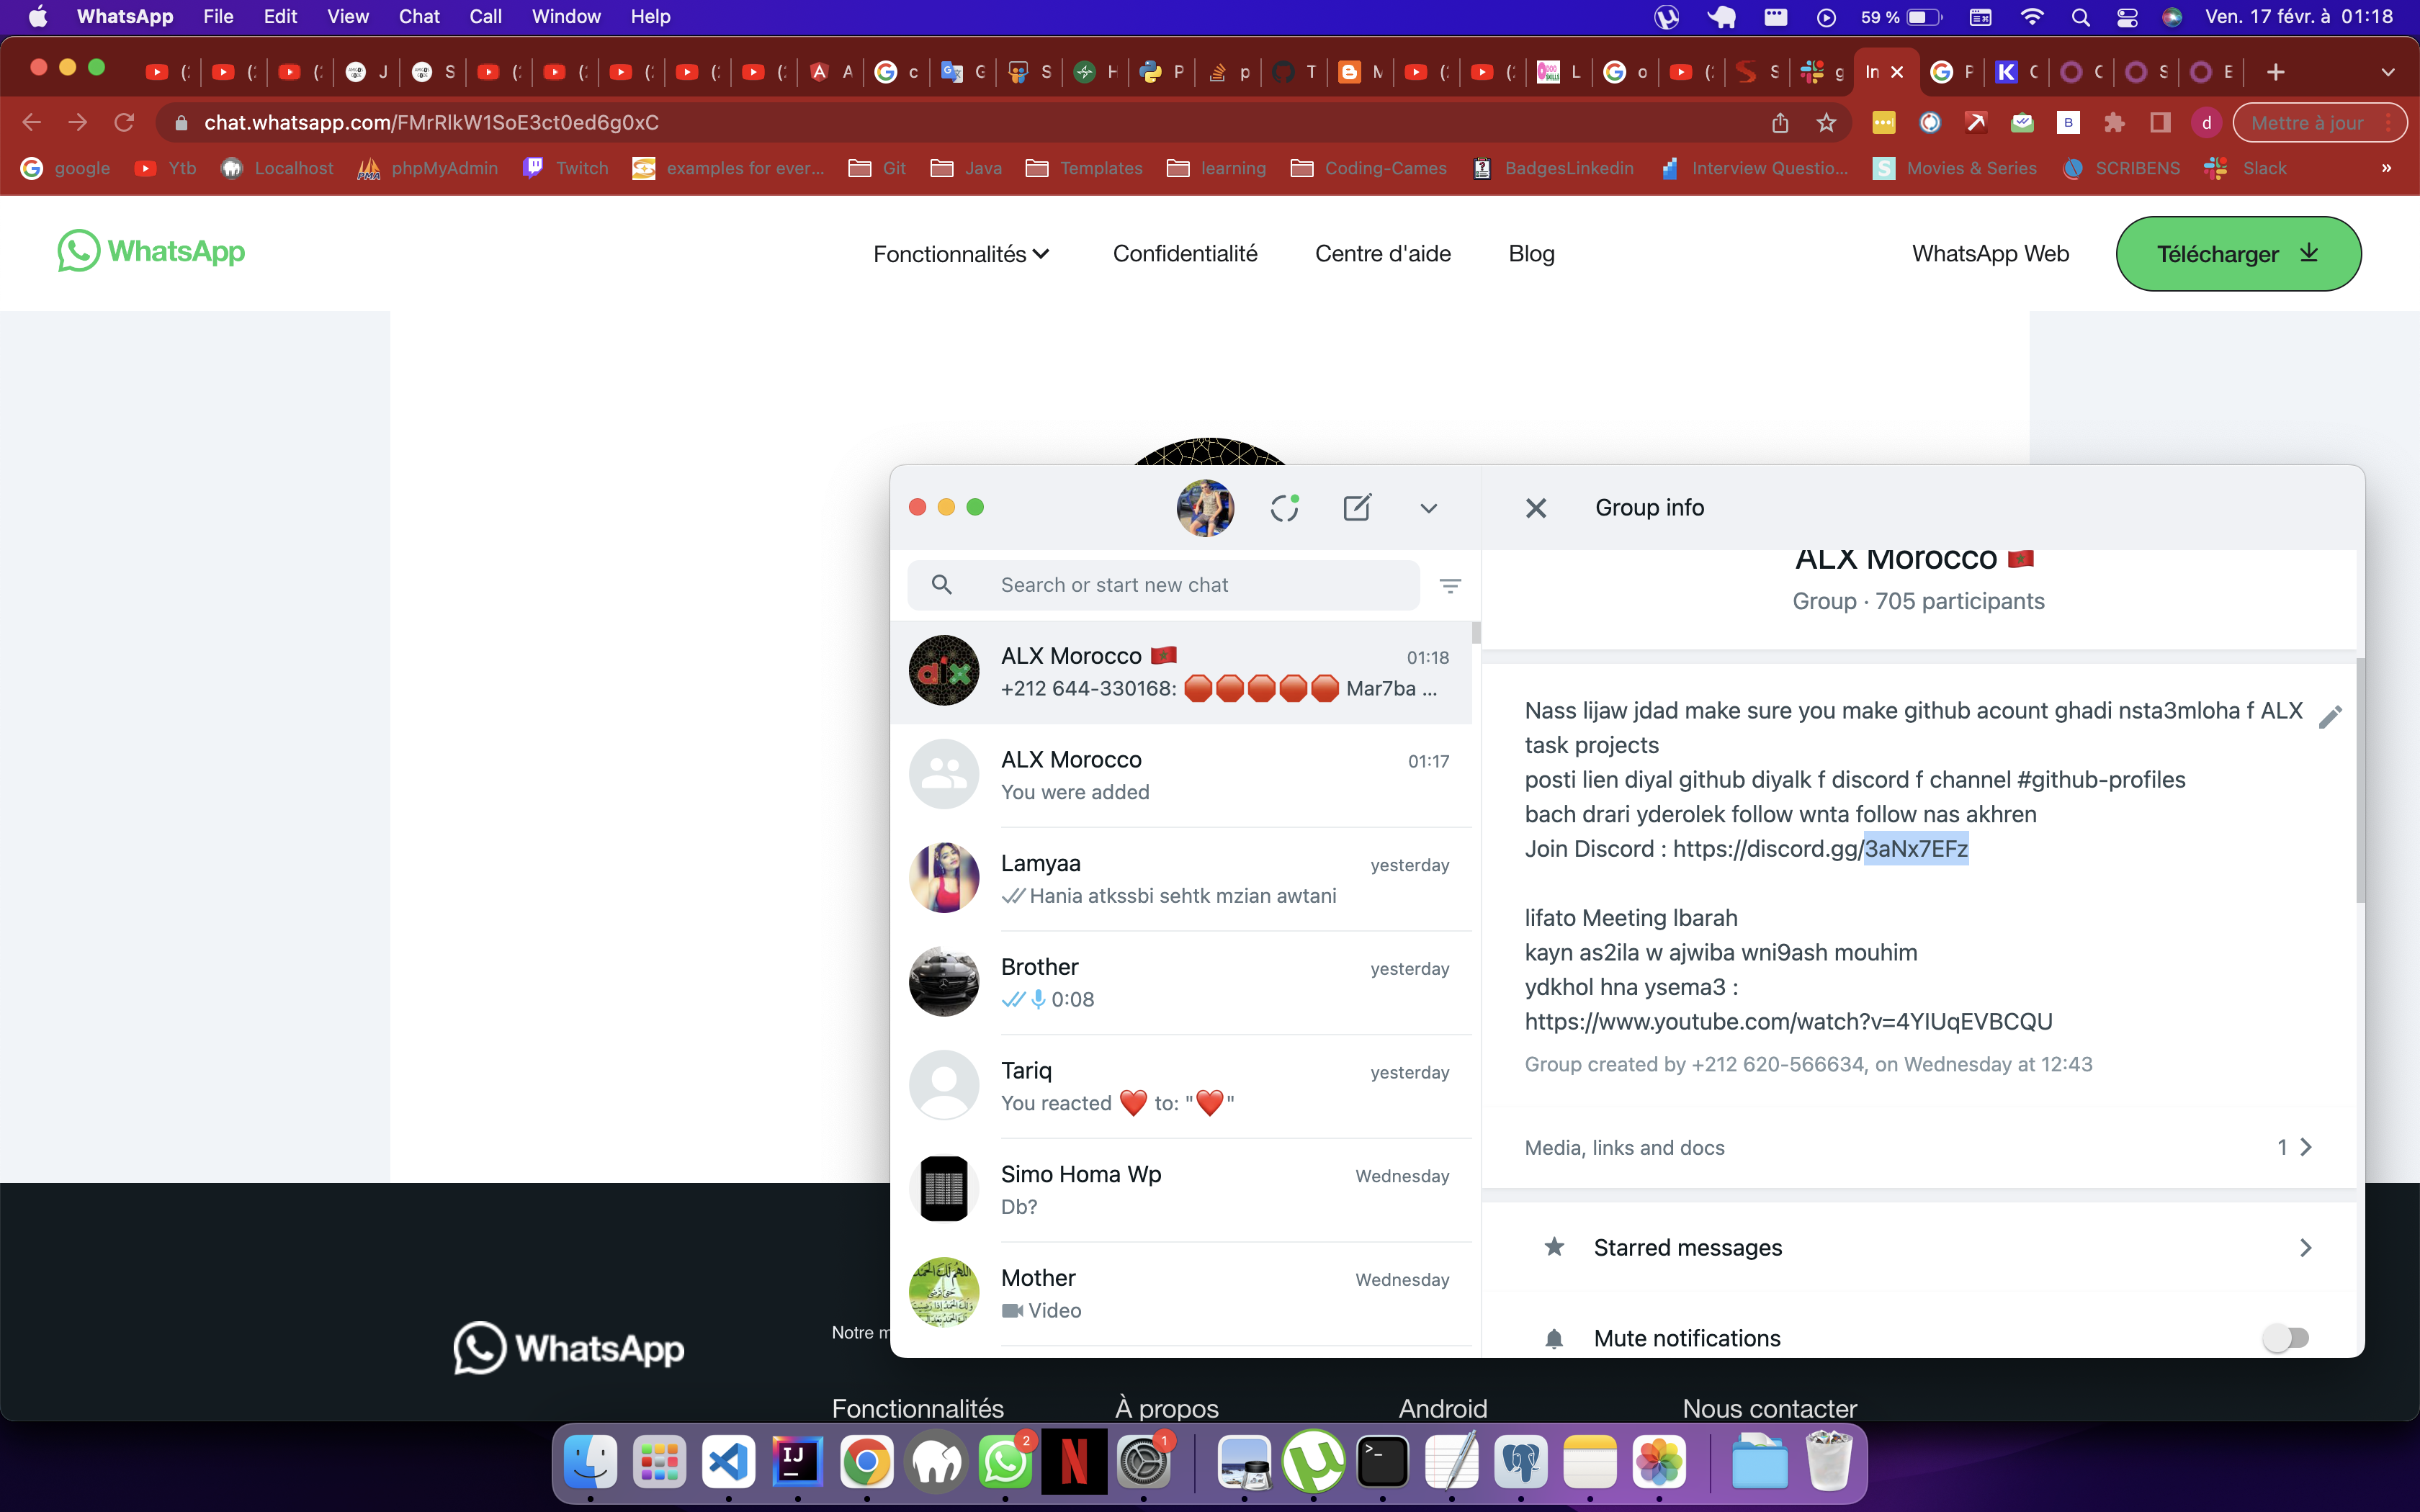 WhatsApp File Edit View Chat Call Window Help 59 % Ven. 17 févr. à 01:18
( ( ( J S ( ( ( ( ( A c G S H P p T M ( ( L o ( S g In P C C S E
chat.whatsapp.com/FMrRlkW1SoE3ct0ed6g0xC d Mettre à jour
google Ytb Localhost phpMyAdmin Twitch examples for ever... Git Java Templates learning Coding-Games BadgesLinkedin Interview Questio... Movies & Series SCRIBENS Slack »
WhatsApp Fonctionnalités Confidentialité Centre d'aide Blog WhatsApp Web Télécharger
Search or start new chat
ALX Morocco 🇲🇦 01:18
+212 644-330168: 🛑🛑🛑🛑🛑 Mar7ba ...
ALX Morocco 01:17
You were added
Lamyaa yesterday
Hania atkssbi sehtk mzian awtani
Brother yesterday
0:08
Tariq yesterday
You reacted ❤️ to: "❤️"
Simo Homa Wp Wednesday
Db?
Mother Wednesday
Video
Group info
ALX Morocco 🇲🇦
Group · 705 participants
Nass lijaw jdad make sure you make github acount ghadi nsta3mloha f ALX
task projects
posti lien diyal github diyalk f discord f channel #github-profiles
bach drari yderolek follow wnta follow nas akhren
Join Discord : https://discord.gg/3aNx7EFz
lifato Meeting lbarah
kayn as2ila w ajwiba wni9ash mouhim
ydkhol hna ysema3 :
https://www.youtube.com/watch?v=4YlUqEVBCQU
Group created by +212 620-566634, on Wednesday at 12:43
Media, links and docs 1
Starred messages
Mute notifications
WhatsApp
Notre
Fonctionnalités À propos Android Nous contacter
2 1